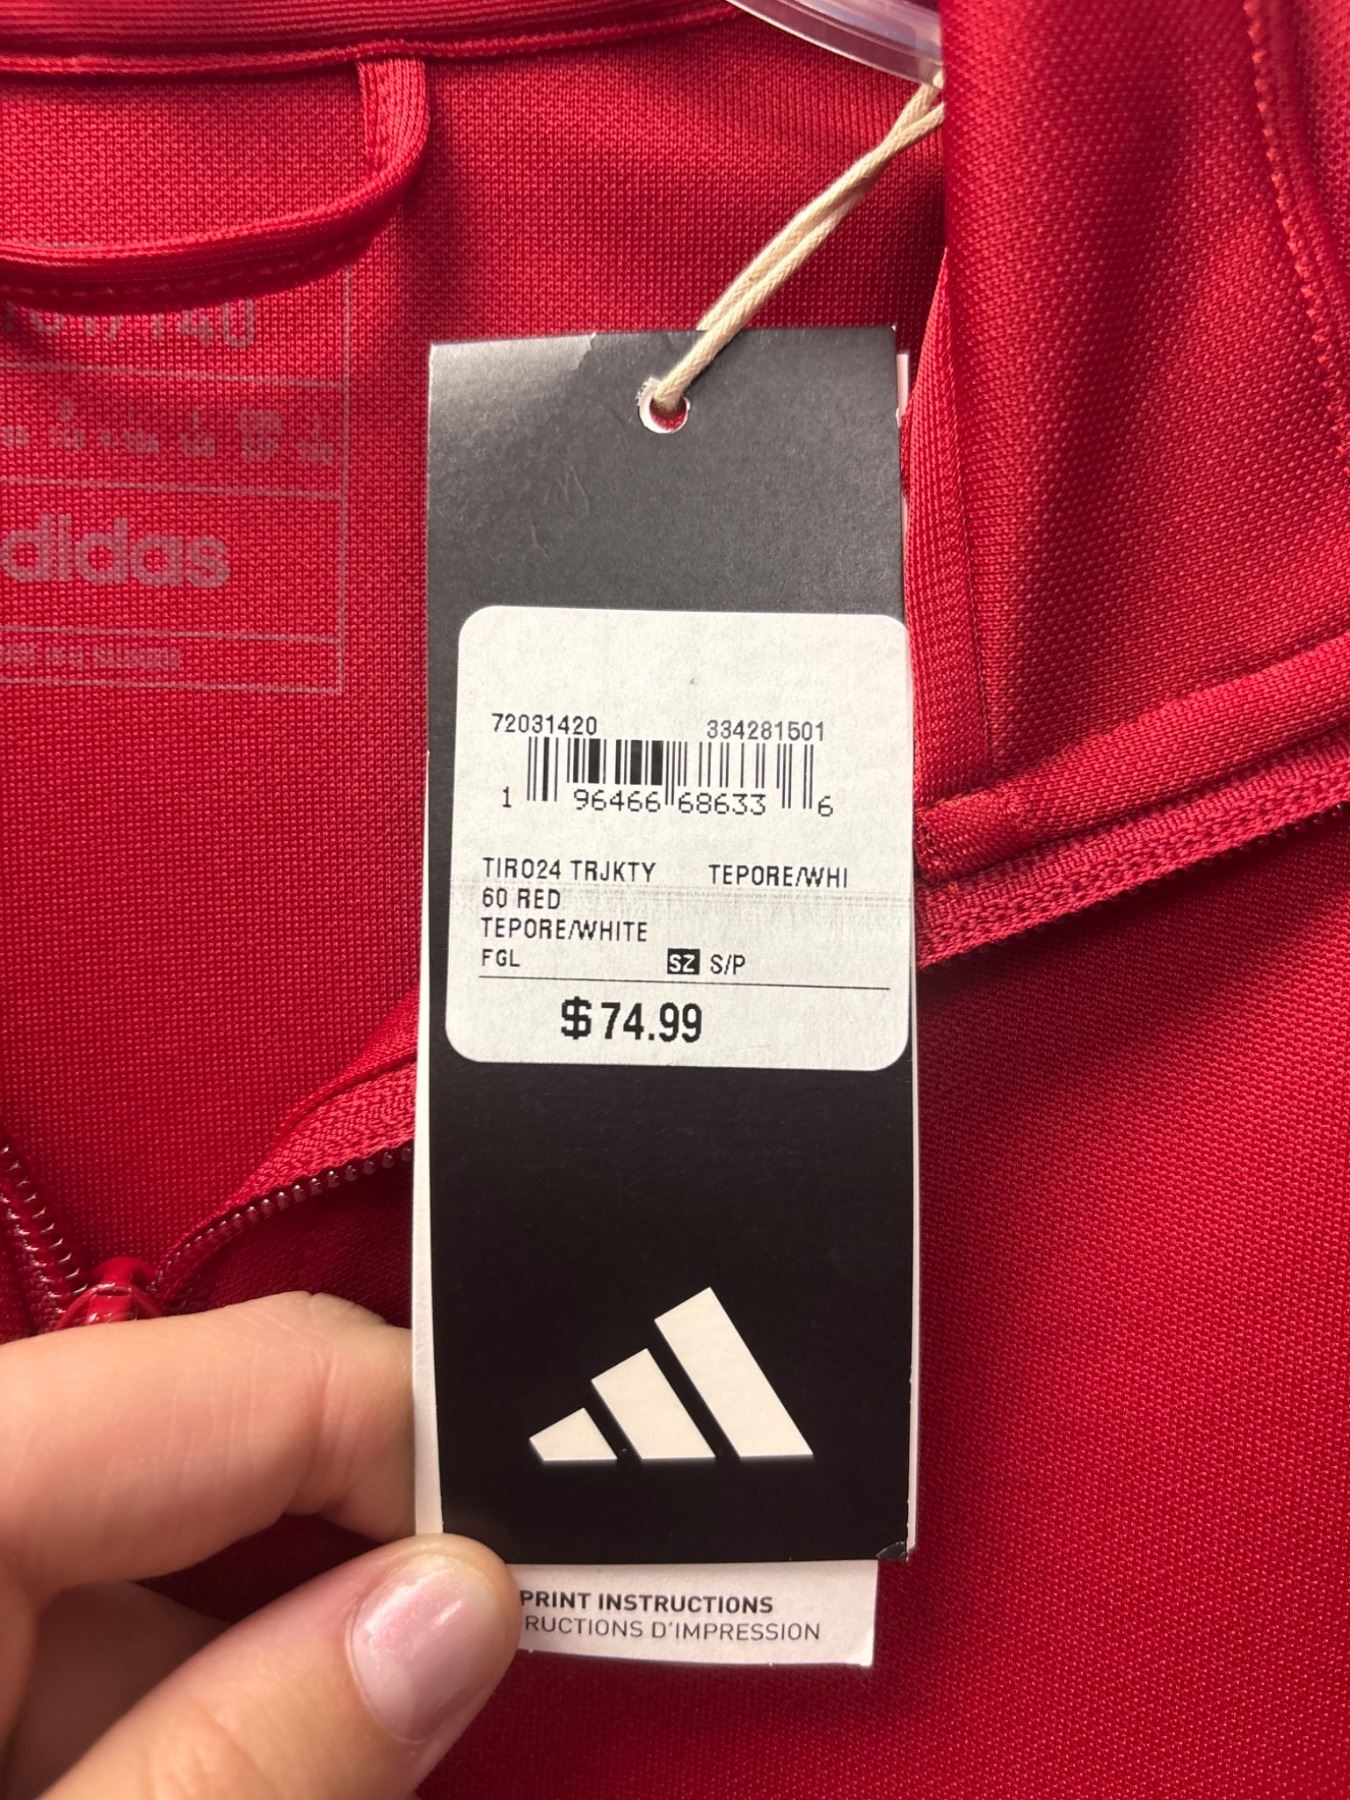 adidas
72031420 334281501
1 96466 68633 6
TIRO24 TRJKTY TEPORE/WHI
60 RED
TEPORE/WHITE
FGL SZ S/P
$74.99
PRINT INSTRUCTIONS
RUCTIONS D'IMPRESSION